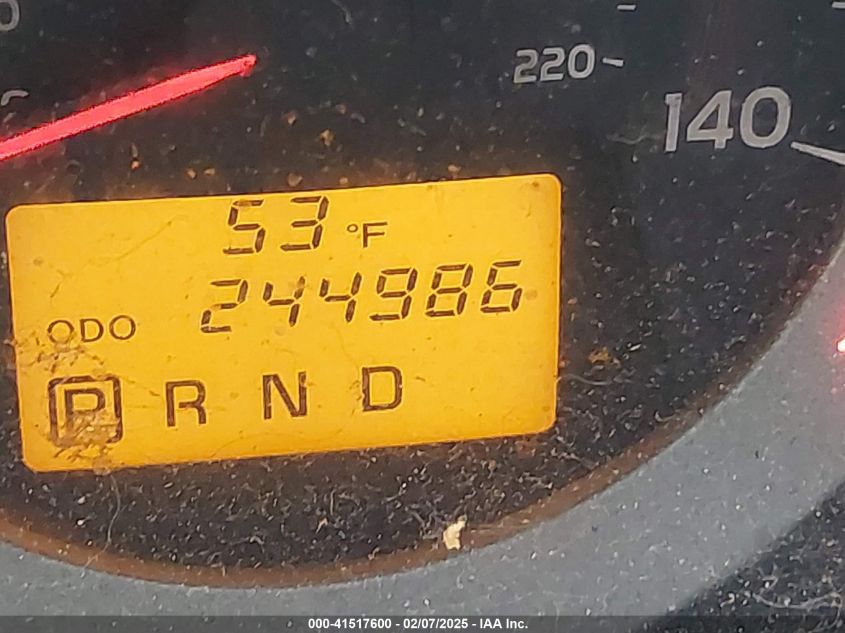 220
140
53 °F
ODO 244986
P R N D
000-41517600 - 02/07/2025 - IAA Inc.